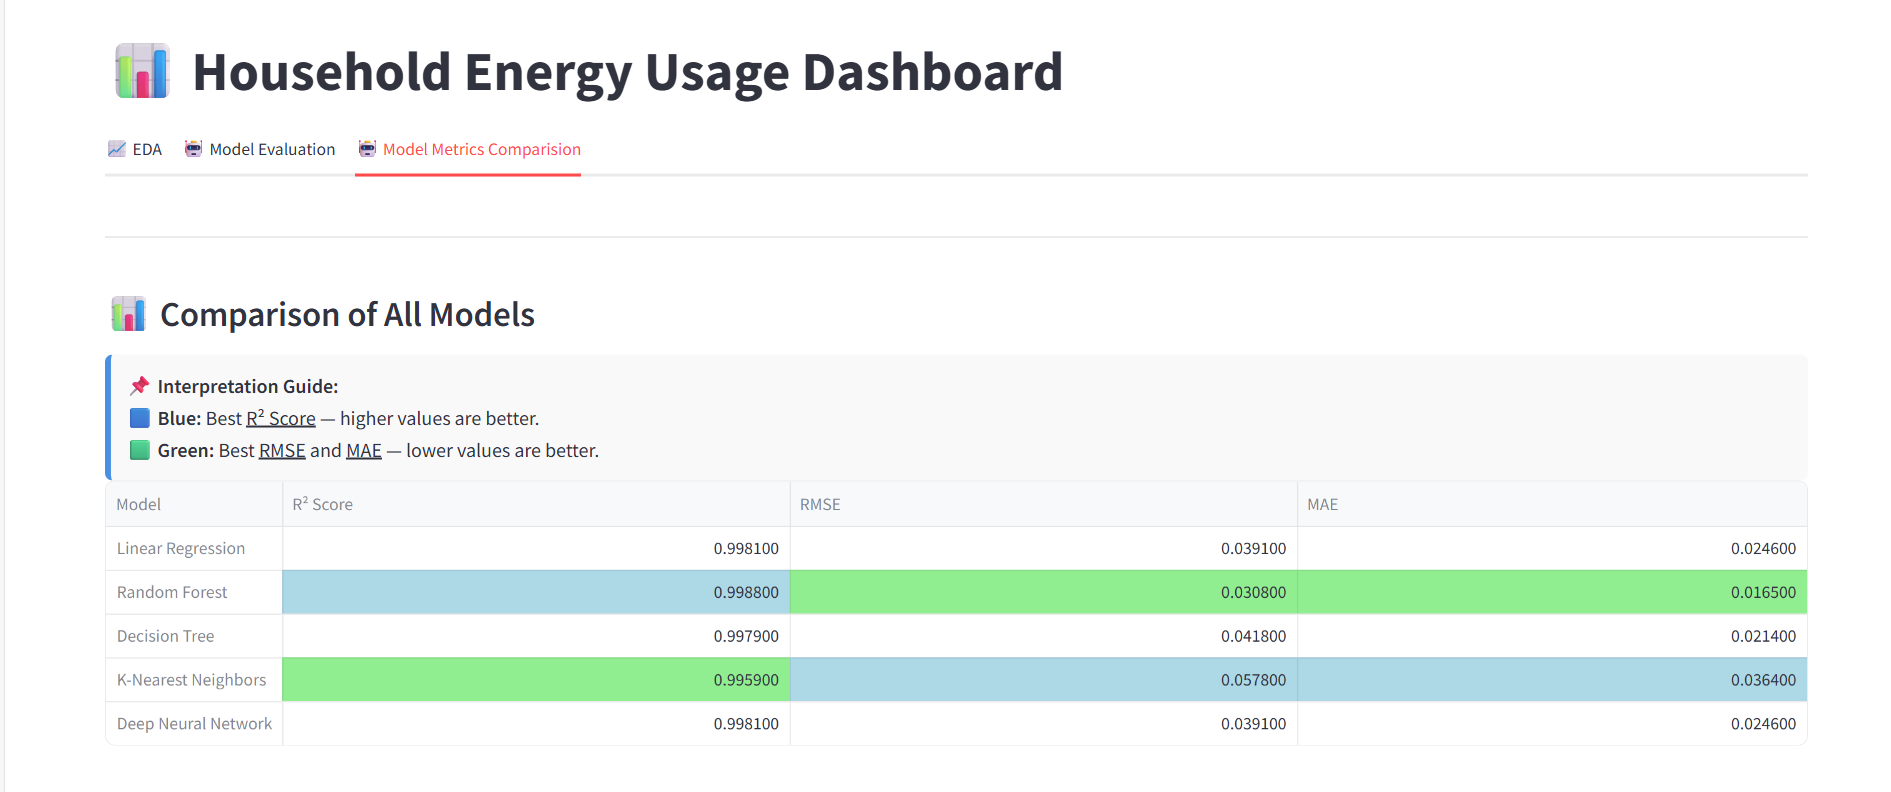 Household Energy Usage Dashboard
EDA Model Evaluation Model Metrics Comparision
Comparison of All Models
Interpretation Guide:
Blue: Best R² Score — higher values are better.
Green: Best RMSE and MAE — lower values are better.
Model R² Score RMSE MAE
Linear Regression 0.998100 0.039100 0.024600
Random Forest 0.998800 0.030800 0.016500
Decision Tree 0.997900 0.041800 0.021400
K-Nearest Neighbors 0.995900 0.057800 0.036400
Deep Neural Network 0.998100 0.039100 0.024600